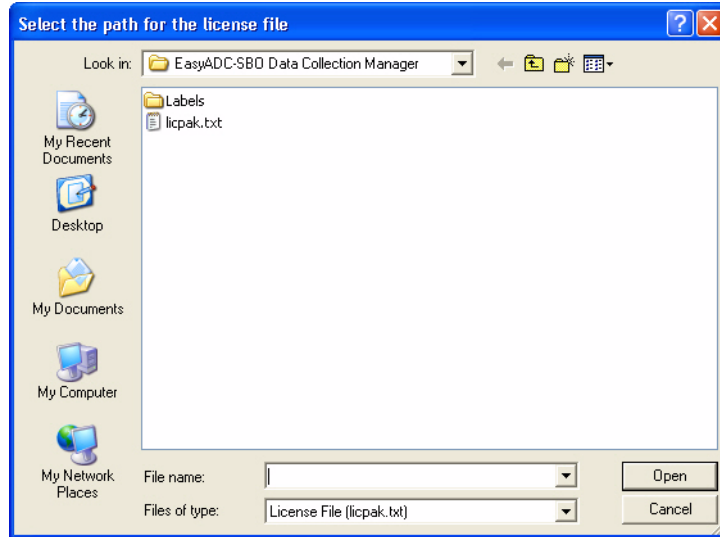 Select the path for the license file
Look in:
EasyADC-SBO Data Collection Manager
My Recent
Documents
Desktop
My Documents
My Computer
My Network
Places
Labels
licpak.txt
File name:
Open
Files of type:
License File (licpak.txt)
Cancel